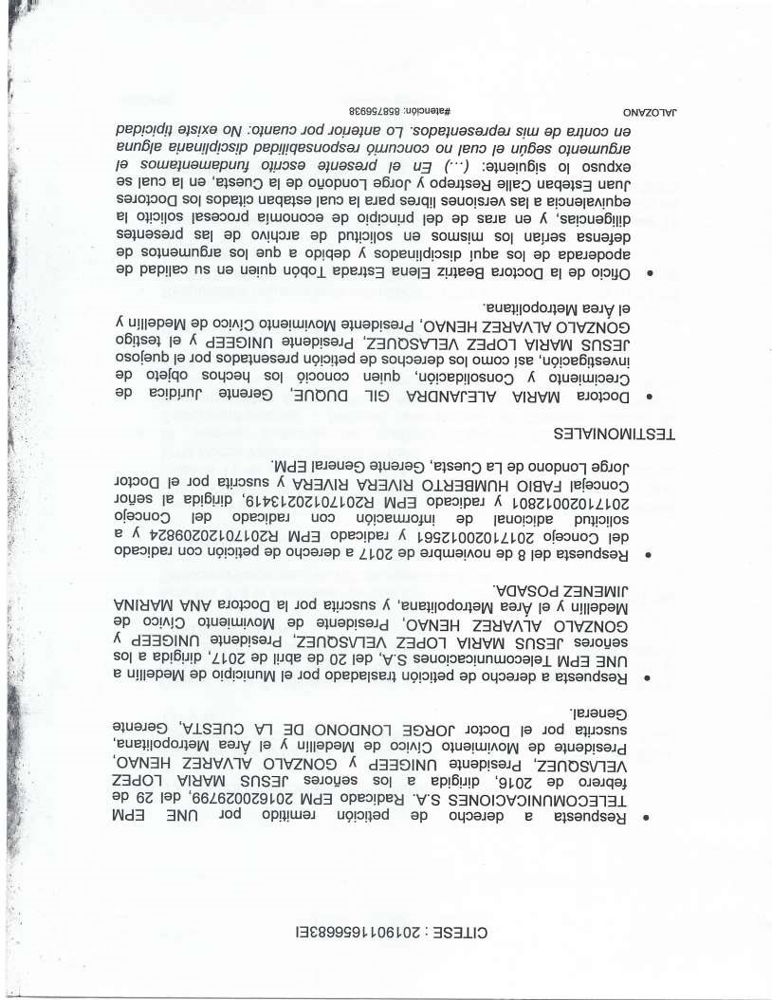 CITESE : 20190116566683EI
• Respuesta a derecho de petición remitido por UNE EPM
TELECOMUNICACIONES S.A. Radicado EPM 20162002979​9, del 29 de
febrero de 2016, dirigida a los señores JESUS MARIA LOPEZ
VELASQUEZ, Presidente UNIGEEP y GONZALO ALVAREZ HENAO,
Presidente de Movimiento Cívico de Medellín y el Área Metropolitana,
suscrita por el Doctor JORGE LONDONO DE LA CUESTA, Gerente
General.
• Respuesta a derecho de petición trasladado por el Municipio de Medellín a
UNE EPM Telecomunicaciones S.A, del 20 de abril de 2017, dirigida a los
señores JESUS MARIA LOPEZ VELASQUEZ, Presidente UNIGEEP y
GONZALO ALVAREZ HENAO, Presidente de Movimiento Cívico de
Medellín y el Área Metropolitana, y suscrita por la Doctora ANA MARINA
JIMENEZ POSADA.
• Respuesta del 8 de noviembre de 2017 a derecho de petición con radicado
del Concejo 20171020012561 y radicado EPM R20170120209824 y a
solicitud adicional de información con radicado del Concejo
20171020012801 y radicado EPM R20170120213419, dirigida al señor
Concejal FABIO HUMBERTO RIVERA RIVERA y suscrita por el Doctor
Jorge Londono de La Cuesta, Gerente General EPM.
TESTIMONIALES
• Doctora MARIA ALEJANDRA GIL DUQUE, Gerente Jurídica de
Crecimiento y Consolidación, quien conoció los hechos objeto de
investigación, así como los derechos de petición presentados por el quejoso
JESUS MARIA LOPEZ VELASQUEZ, Presidente UNIGEEP y el testigo
GONZALO ALVAREZ HENAO, Presidente Movimiento Cívico de Medellín y
el Área Metropolitana.
• Oficio de la Doctora Beatriz Elena Estrada Tobón quien en su calidad de
apoderada de los aquí disciplinados y debido a que los argumentos de
defensa serían los mismos en solicitud de archivo de las presentes
diligencias, y en aras de del principio de economía procesal solicito la
equivalencia a las versiones libres para la cual estaban citados los Doctores
Juan Esteban Calle Restrepo y Jorge Londoño de la Cuesta, en la cual se
expuso lo siguiente: (...) En el presente escrito fundamentamos el
argumento según el cual no concurrió responsabilidad disciplinaria alguna
en contra de mis representados. Lo anterior por cuanto: No existe tipicidad
JALOZANO #atención: 858756938